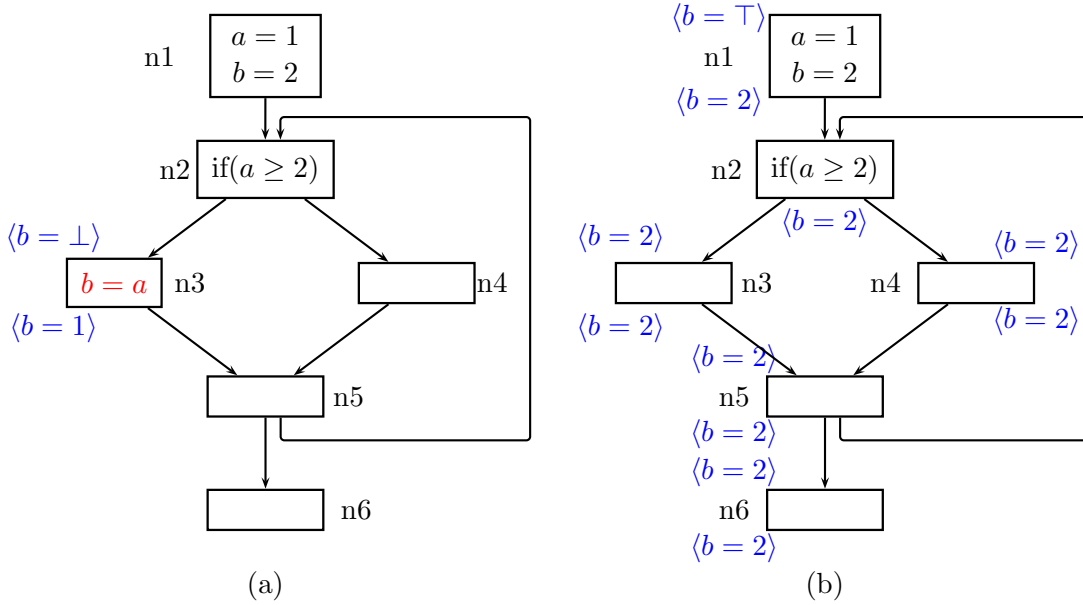 n1
a = 1
b = 2
n2
if(a ≥ 2)
⟨b = ⊥⟩
b = a
n3
n4
⟨b = 1⟩
n5
n6
(a)
⟨b = ⊤⟩
n1
a = 1
b = 2
⟨b = 2⟩
n2
if(a ≥ 2)
⟨b = 2⟩
⟨b = 2⟩
⟨b = 2⟩
n3
n4
⟨b = 2⟩
⟨b = 2⟩
⟨b = 2⟩
n5
⟨b = 2⟩
⟨b = 2⟩
n6
⟨b = 2⟩
(b)